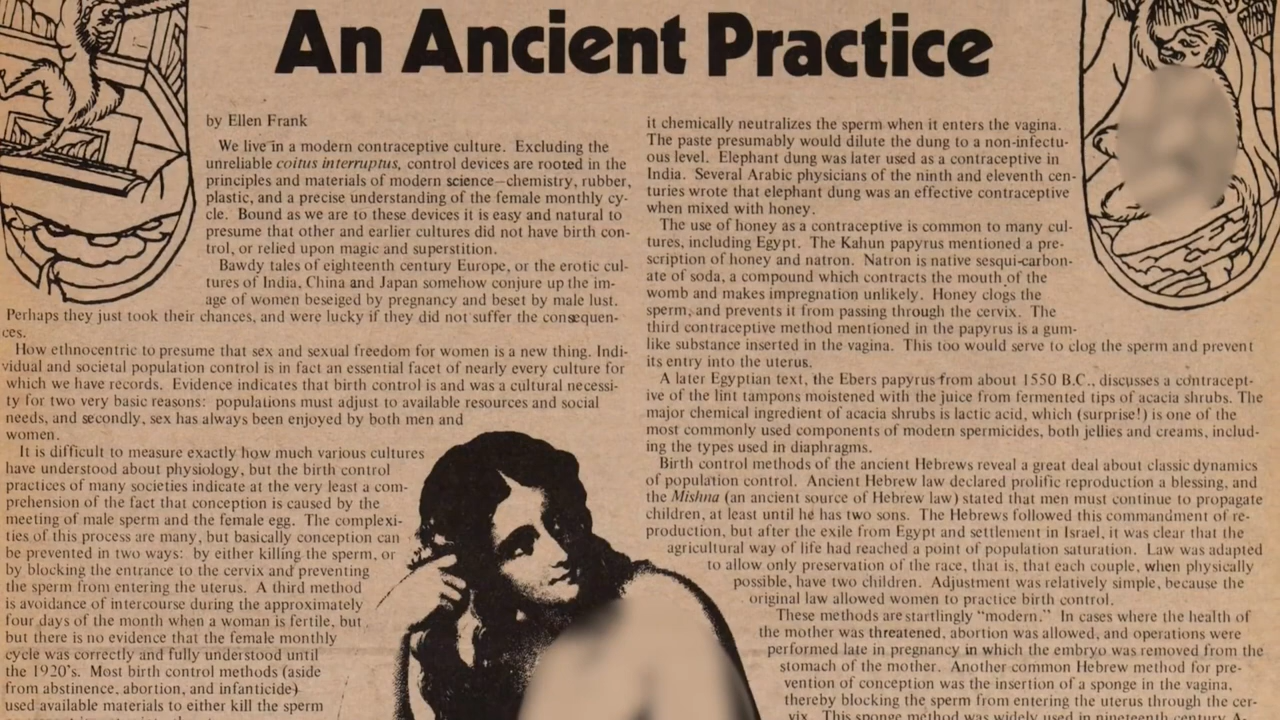 An Ancient Practice
by Ellen Frank
We live in a modern contraceptive culture. Excluding the
unreliable coitus interruptus, control devices are rooted in the
principles and materials of modern science—chemistry, rubber,
plastic, and a precise understanding of the female monthly cy-
cle. Bound as we are to these devices it is easy and natural to
presume that other and earlier cultures did not have birth con-
trol, or relied upon magic and superstition.
Bawdy tales of eighteenth century Europe, or the erotic cul-
tures of India, China and Japan somehow conjure up the im-
age of women beseiged by pregnancy and beset by male lust.
Perhaps they just took their chances, and were lucky if they did not suffer the consequen-
ces.
How ethnocentric to presume that sex and sexual freedom for women is a new thing. Indi-
vidual and societal population control is in fact an essential facet of nearly every culture for
which we have records. Evidence indicates that birth control is and was a cultural necessi-
ty for two very basic reasons: populations must adjust to available resources and social
needs, and secondly, sex has always been enjoyed by both men and
women.
It is difficult to measure exactly how much various cultures
have understood about physiology, but the birth control
practices of many societies indicate at the very least a com-
prehension of the fact that conception is caused by the
meeting of male sperm and the female egg. The complexi-
ties of this process are many, but basically conception can
be prevented in two ways: by either killing the sperm, or
by blocking the entrance to the cervix and preventing
the sperm from entering the uterus. A third method
is avoidance of intercourse during the approximately
four days of the month when a woman is fertile, but
but there is no evidence that the female monthly
cycle was correctly and fully understood until
the 1920's. Most birth control methods (aside
from abstinence, abortion, and infanticide)
used available materials to either kill the sperm
it chemically neutralizes the sperm when it enters the vagina.
The paste presumably would dilute the dung to a non-infectu-
ous level. Elephant dung was later used as a contraceptive in
India. Several Arabic physicians of the ninth and eleventh cen-
turies wrote that elephant dung was an effective contraceptive
when mixed with honey.
The use of honey as a contraceptive is common to many cul-
tures, including Egypt. The Kahun papyrus mentioned a pre-
scription of honey and natron. Natron is native sesqui-carbon-
ate of soda, a compound which contracts the mouth of the
womb and makes impregnation unlikely. Honey clogs the
sperm, and prevents it from passing through the cervix. The
third contraceptive method mentioned in the papyrus is a gum-
like substance inserted in the vagina. This too would serve to clog the sperm and prevent
its entry into the uterus.
A later Egyptian text, the Ebers papyrus from about 1550 B.C., discusses a contracept-
ive of the lint tampons moistened with the juice from fermented tips of acacia shrubs. The
major chemical ingredient of acacia shrubs is lactic acid, which (surprise!) is one of the
most commonly used components of modern spermicides, both jellies and creams, includ-
ing the types used in diaphragms.
Birth control methods of the ancient Hebrews reveal a great deal about classic dynamics
of population control. Ancient Hebrew law declared prolific reproduction a blessing, and
the Mishna (an ancient source of Hebrew law) stated that men must continue to propagate
children, at least until he has two sons. The Hebrews followed this commandment of re-
production, but after the exile from Egypt and settlement in Israel, it was clear that the
agricultural way of life had reached a point of population saturation. Law was adapted
to allow only preservation of the race, that is, that each couple, when physically
possible, have two children. Adjustment was relatively simple, because the
original law allowed women to practice birth control.
These methods are startlingly "modern." In cases where the health of
the mother was threatened, abortion was allowed, and operations were
performed late in pregnancy in which the embryo was removed from the
stomach of the mother. Another common Hebrew method for pre-
vention of conception was the insertion of a sponge in the vagina,
thereby blocking the sperm from entering the uterus through the cer-
vix. This sponge method was widely used in nineteenth century A-